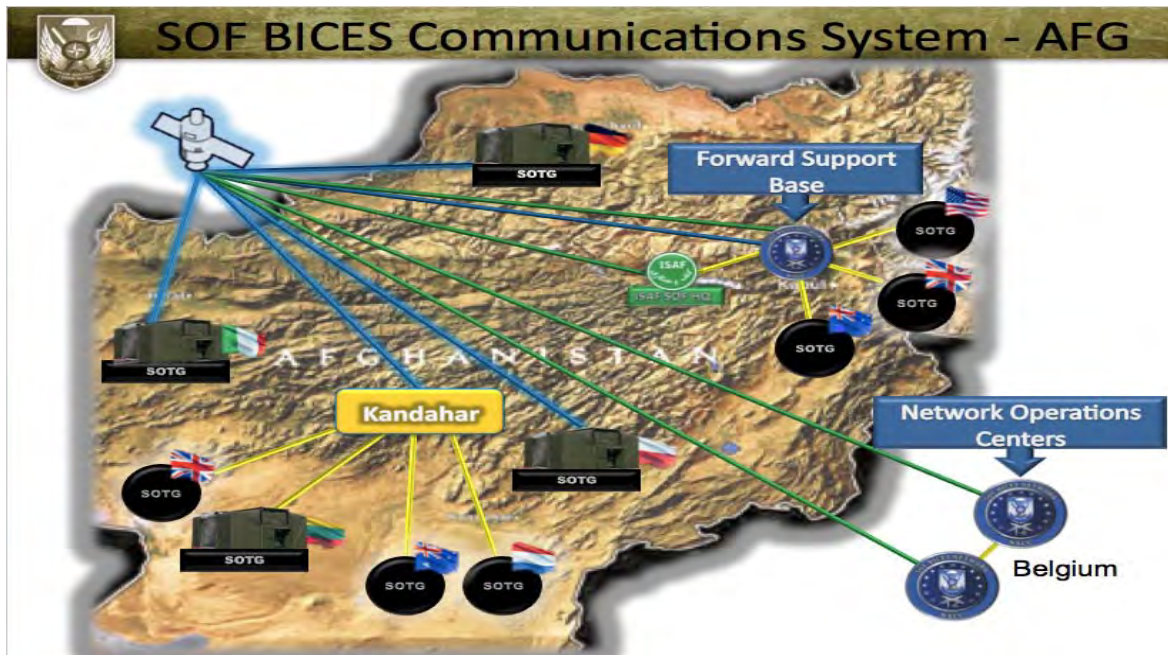 SOF BICES Communications System - AFG
SOTG
Forward Support
Base
SOTG
ISAF
ISAF SOF HQ
Kabul
SOTG
SOTG
SOTG
AFGHANISTAN
Kandahar
Network Operations
Centers
SOTG
SOTG
SOTG
SOTG
SOTG
Belgium